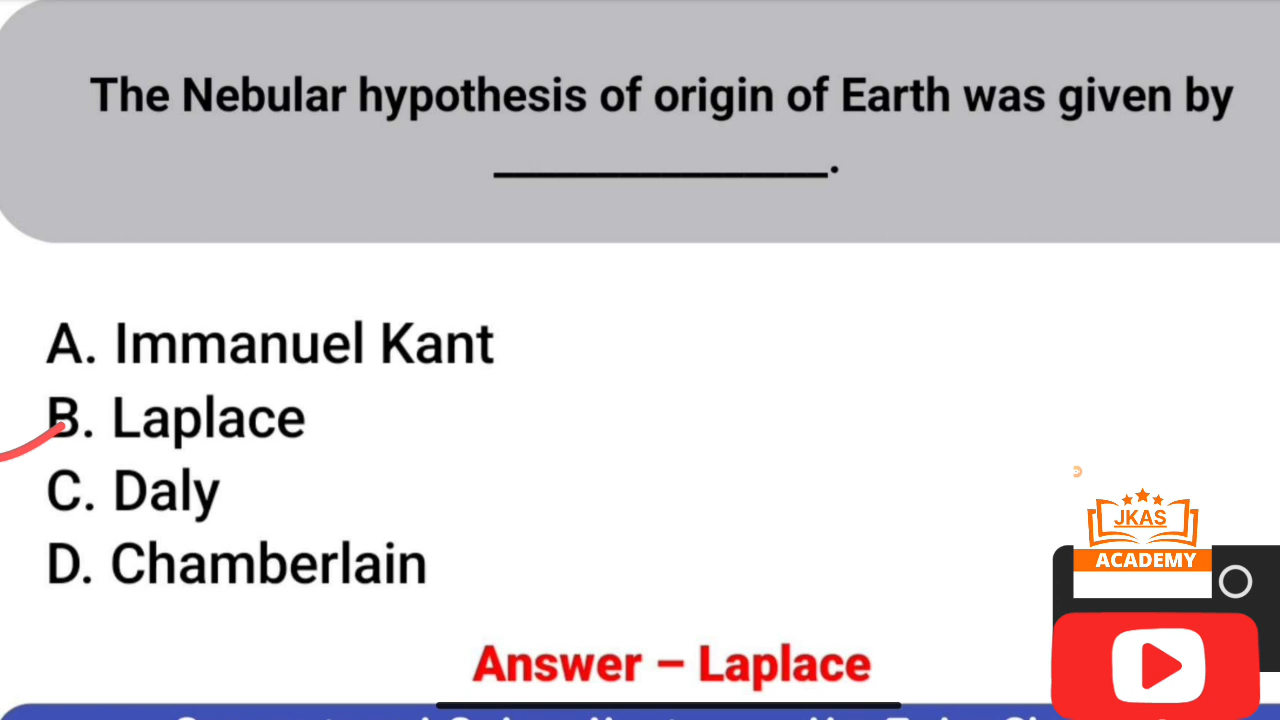 The Nebular hypothesis of origin of Earth was given by
______________.
A. Immanuel Kant
B. Laplace
C. Daly
D. Chamberlain
JKAS
ACADEMY
Answer – Laplace